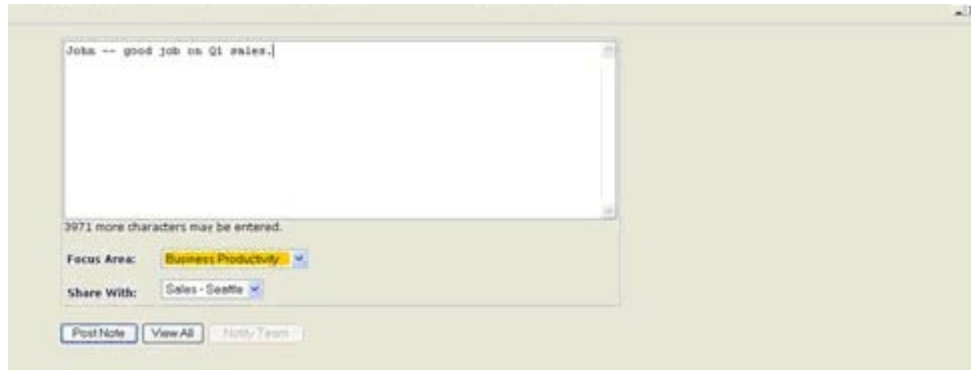 John -- good job on Q1 sales.
3971 more characters may be entered.
Focus Area: Business Productivity
Share With: Sales - Seattle
Post Note View All Notify Team